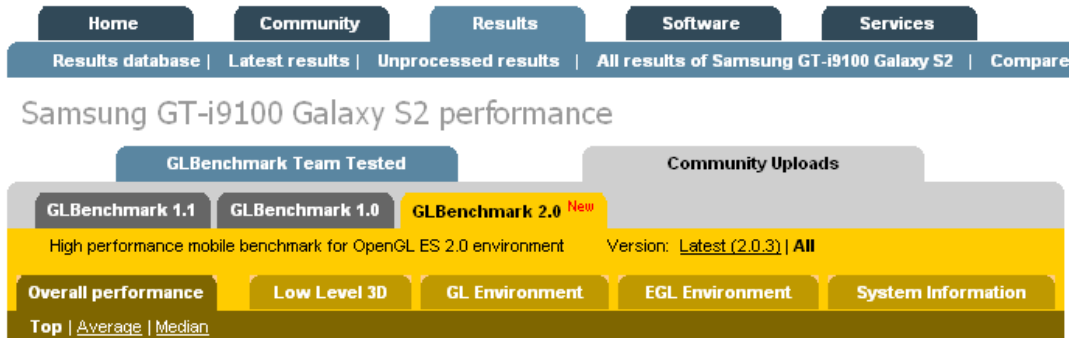 Home Community Results Software Services
Results database | Latest results | Unprocessed results | All results of Samsung GT-i9100 Galaxy S2 | Compare
Samsung GT-i9100 Galaxy S2 performance
GLBenchmark Team Tested Community Uploads
GLBenchmark 1.1 GLBenchmark 1.0 GLBenchmark 2.0 New
High performance mobile benchmark for OpenGL ES 2.0 environment Version: Latest (2.0.3) | All
Overall performance Low Level 3D GL Environment EGL Environment System Information
Top | Average | Median